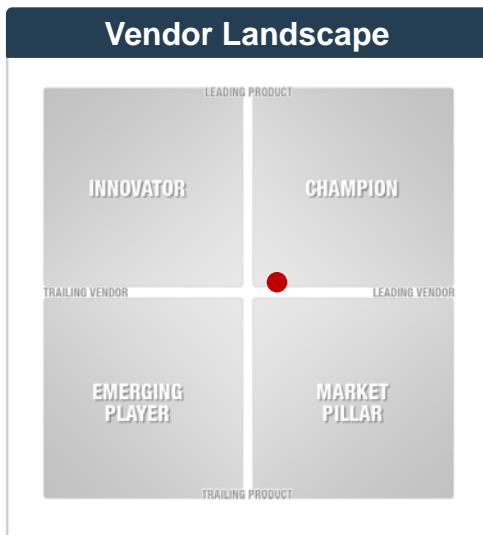 Vendor Landscape
LEADING PRODUCT
INNOVATOR
CHAMPION
TRAILING VENDOR
LEADING VENDOR
EMERGING
PLAYER
MARKET
PILLAR
TRAILING PRODUCT